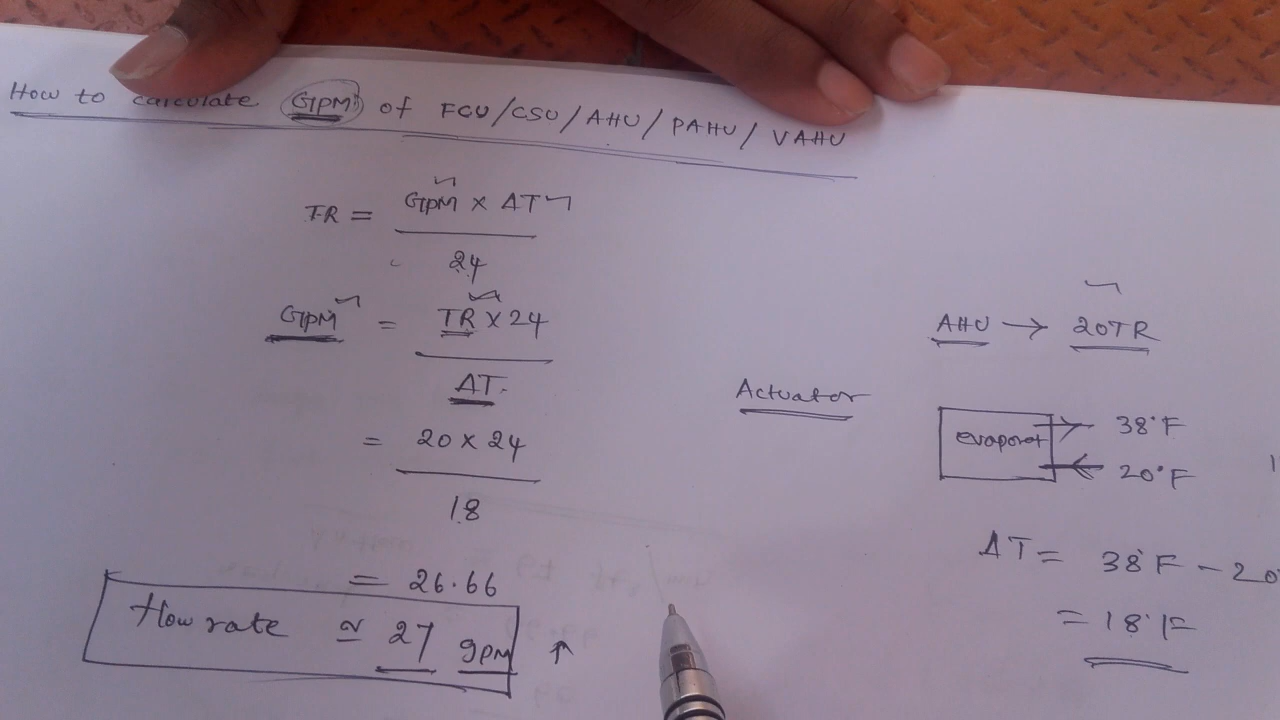 How to calculate GPM of FCU/CSU/AHU/PAHU/VAHU
TR = GPM x ΔT
24
GPM = TR x 24
ΔT
= 20 x 24
18
= 26.66
flow rate ≃ 27 gpm ↑
Actuator
AHU → 20TR
evaporet
38°F
20°F
ΔT = 38°F - 20
= 18°F